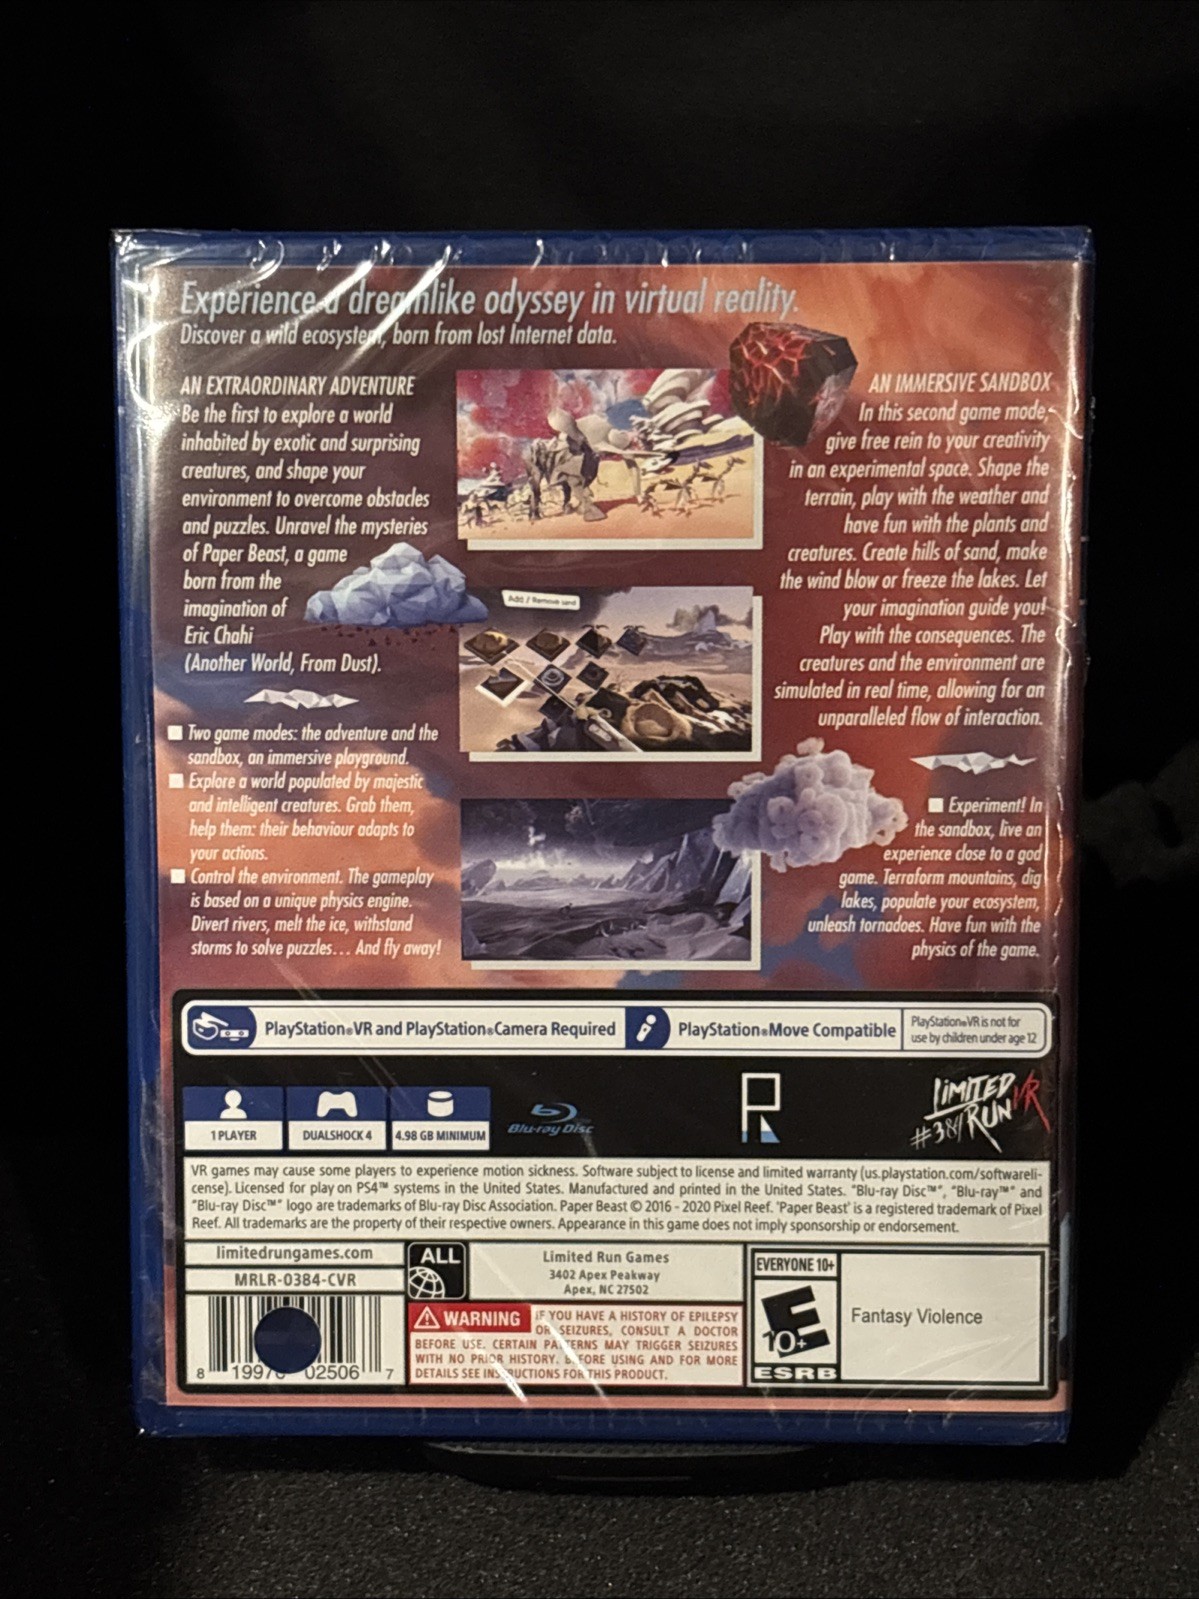 Experience a dreamlike odyssey in virtual reality.
Discover a wild ecosystem, born from lost Internet data.
AN EXTRAORDINARY ADVENTURE
Be the first to explore a world
inhabited by exotic and surprising
creatures, and shape your
environment to overcome obstacles
and puzzles. Unravel the mysteries
of Paper Beast, a game
born from the
imagination of
Eric Chahi
(Another World, From Dust).
■ Two game modes: the adventure and the
sandbox, an immersive playground.
■ Explore a world populated by majestic
and intelligent creatures. Grab them,
help them: their behaviour adapts to
your actions.
■ Control the environment. The gameplay
is based on a unique physics engine.
Divert rivers, melt the ice, withstand
storms to solve puzzles... And fly away!
Add / Remove sand
AN IMMERSIVE SANDBOX
In this second game mode,
give free rein to your creativity
in an experimental space. Shape the
terrain, play with the weather and
have fun with the plants and
creatures. Create hills of sand, make
the wind blow or freeze the lakes. Let
your imagination guide you!
Play with the consequences. The
creatures and the environment are
simulated in real time, allowing for an
unparalleled flow of interaction.
■ Experiment! In
the sandbox, live an
experience close to a god
game. Terraform mountains, dig
lakes, populate your ecosystem,
unleash tornadoes. Have fun with the
physics of the game.
PlayStation®VR and PlayStation®Camera Required
PlayStation®Move Compatible
PlayStation®VR is not for
use by children under age 12
1 PLAYER
DUALSHOCK 4
4.98 GB MINIMUM
Blu-ray Disc
LIMITED
RUN VR
#384
VR games may cause some players to experience motion sickness. Software subject to license and limited warranty (us.playstation.com/softwareli-
cense). Licensed for play on PS4™ systems in the United States. Manufactured and printed in the United States. "Blu-ray Disc™", "Blu-ray™" and
"Blu-ray Disc™" logo are trademarks of Blu-ray Disc Association. Paper Beast © 2016 - 2020 Pixel Reef. 'Paper Beast' is a registered trademark of Pixel
Reef. All trademarks are the property of their respective owners. Appearance in this game does not imply sponsorship or endorsement.
limitedrungames.com
MRLR-0384-CVR
8 19976 02506 7
ALL
Limited Run Games
3402 Apex Peakway
Apex, NC 27502
WARNING IF YOU HAVE A HISTORY OF EPILEPSY
OR SEIZURES, CONSULT A DOCTOR
BEFORE USE. CERTAIN PATTERNS MAY TRIGGER SEIZURES
WITH NO PRIOR HISTORY. BEFORE USING AND FOR MORE
DETAILS SEE INSTRUCTIONS FOR THIS PRODUCT.
EVERYONE 10+
E
10+
ESRB
Fantasy Violence